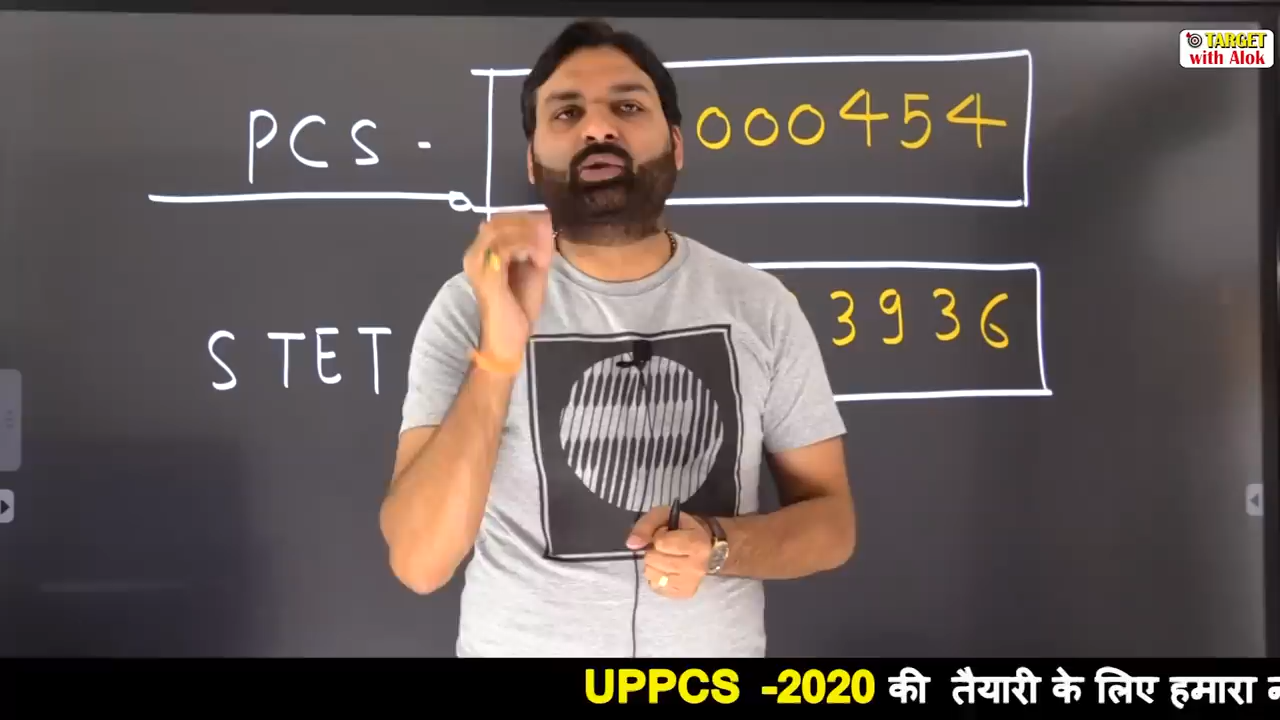 TARGET
with Alok
PCS - 000454
STET 3936
UPPCS -2020 की तैयारी के लिए हमारा